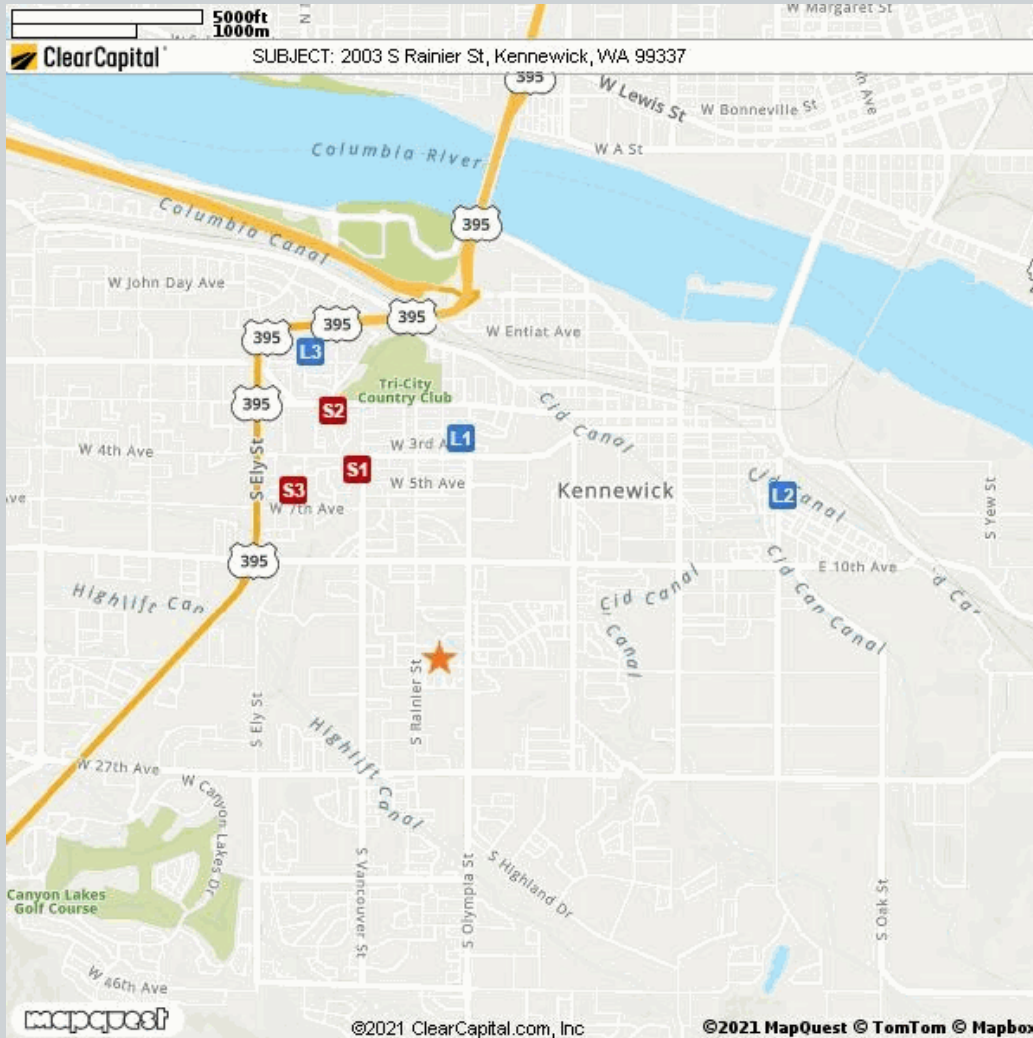 5000ft
1000m
N 1
W Margaret St
ClearCapital
SUBJECT: 2003 S Rainier St, Kennewick, WA 99337
395
W Lewis St
W Bonneville St
th Ave
W A St
Columbia River
395
Columbia Canal
W John Day Ave
395
395
395
W Entiat Ave
L3
Tri-City
Country Club
395
S2
Cid Canal
W 3rd A
L1
W 4th Ave
S1
S Ely St
W 5th Ave
S3
Kennewick
Cid Canal
L2
ve
W 7th Ave
S Yew St
395
E 10th Ave
Highlift Can
Cid Canal
Cid Can Canal
'd Car
Canal
S Rainier St
S Ely St
Highlift Canal
W 27th Ave
W Canyon Lakes Dr
S Vancouver St
S Olympia St
S Highland Dr
Canyon Lakes
Golf Course
S Oak St
W 46th Ave
mapquest
©2021 ClearCapital.com, Inc
©2021 MapQuest © TomTom © Mapbox